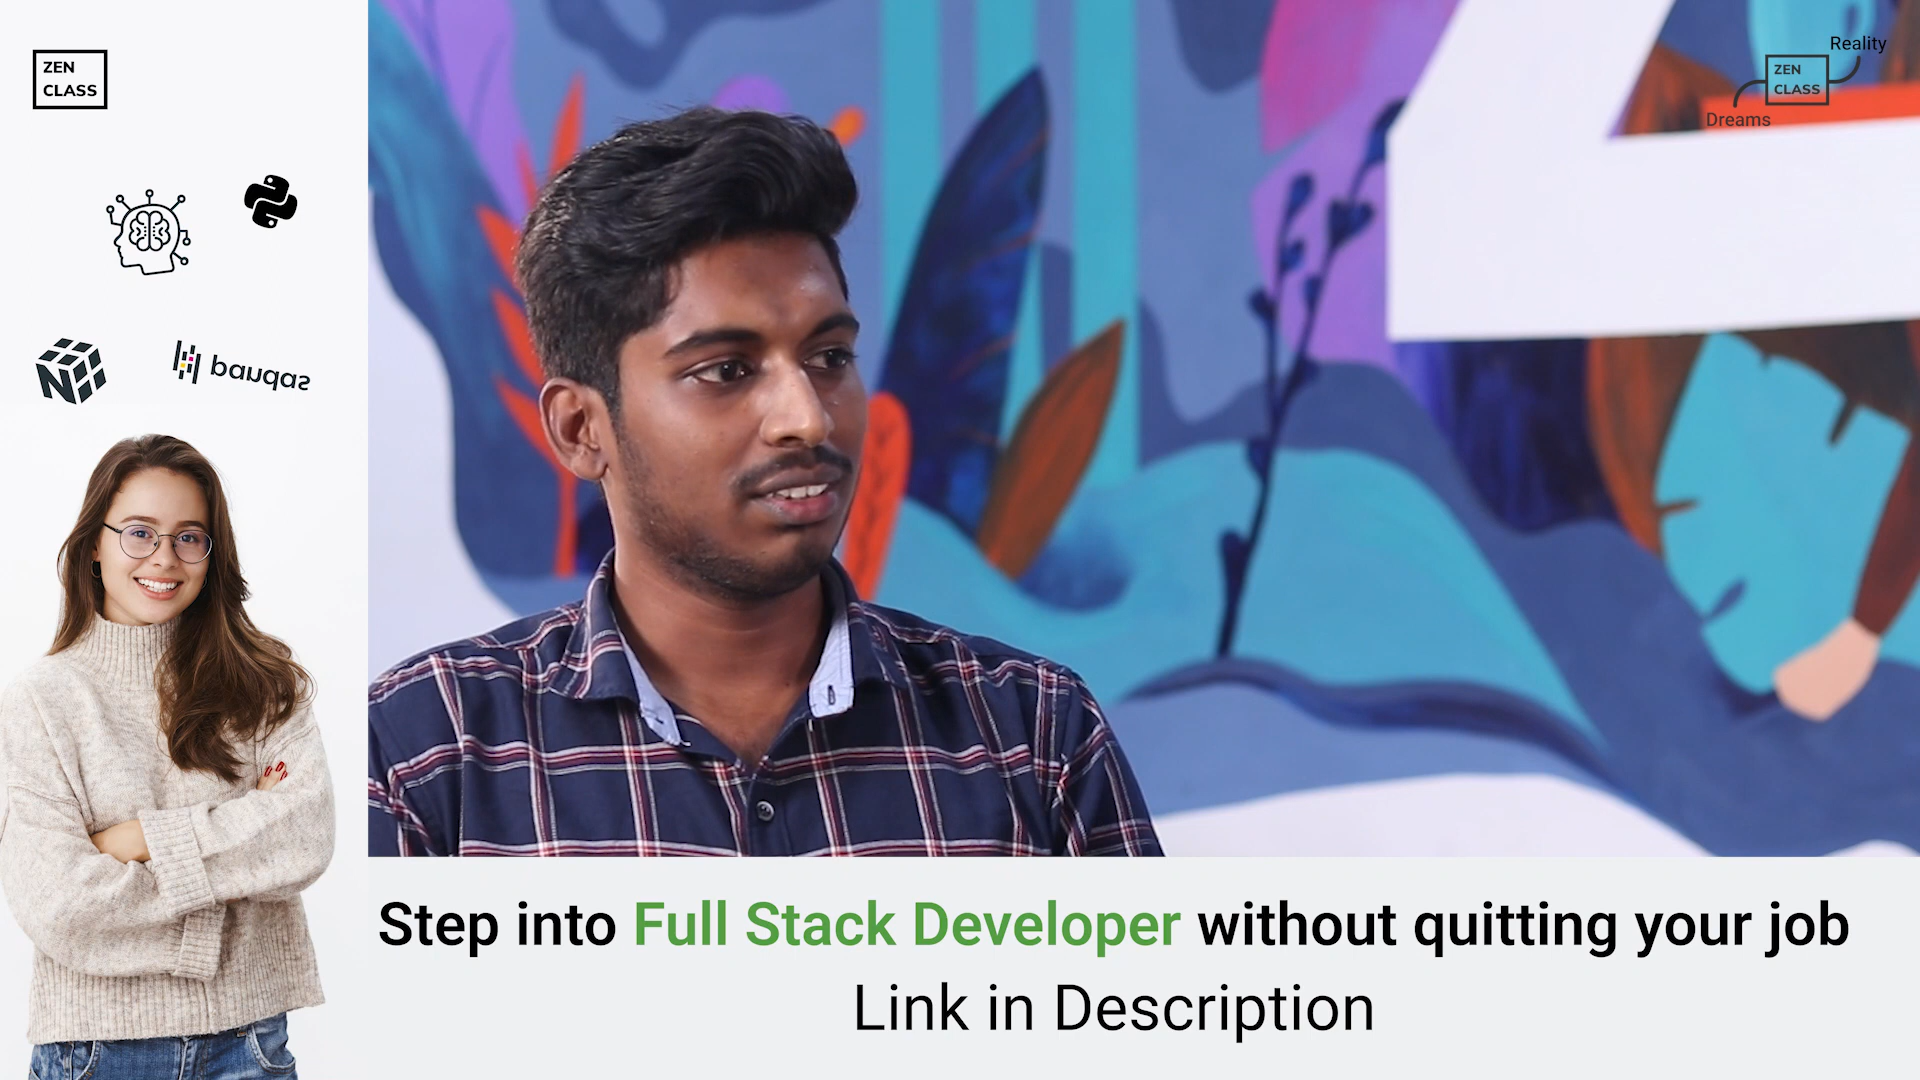 ZEN
CLASS
pandas
Reality
ZEN
CLASS
Dreams
Step into Full Stack Developer without quitting your job
Link in Description